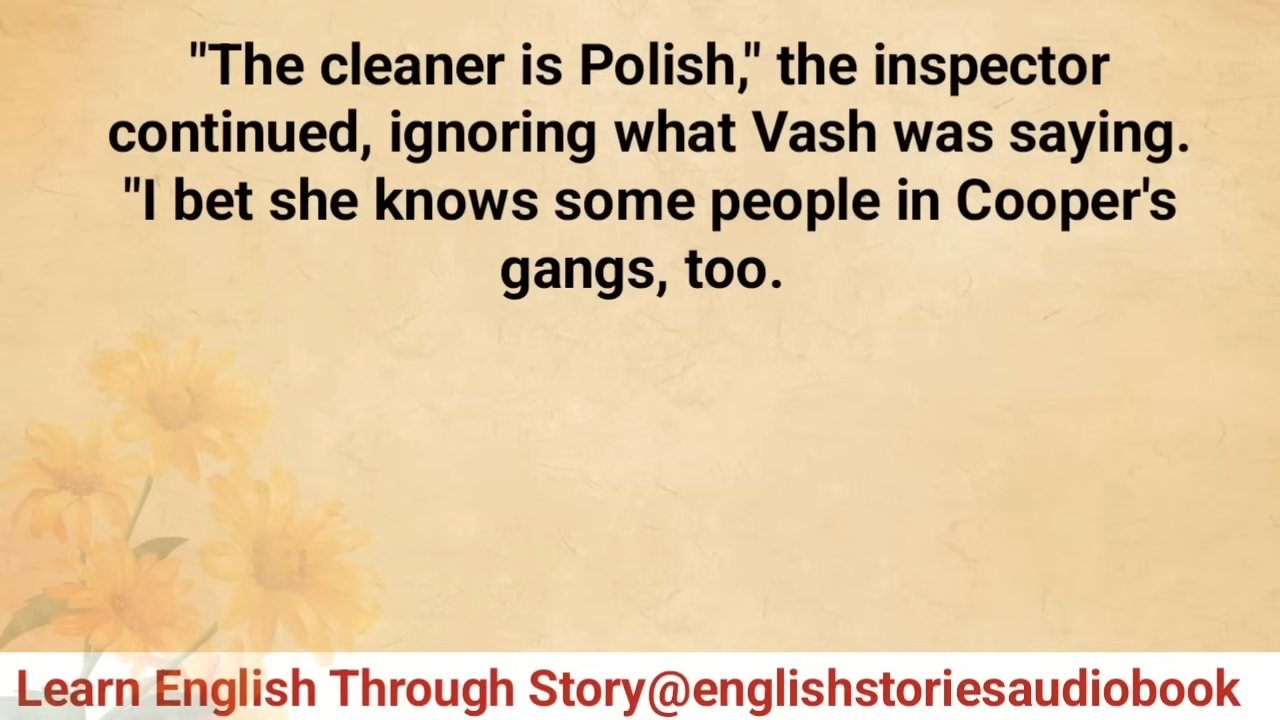 "The cleaner is Polish," the inspector
continued, ignoring what Vash was saying.
"I bet she knows some people in Cooper's
gangs, too.
Learn English Through Story@englishstoriesaudiobook